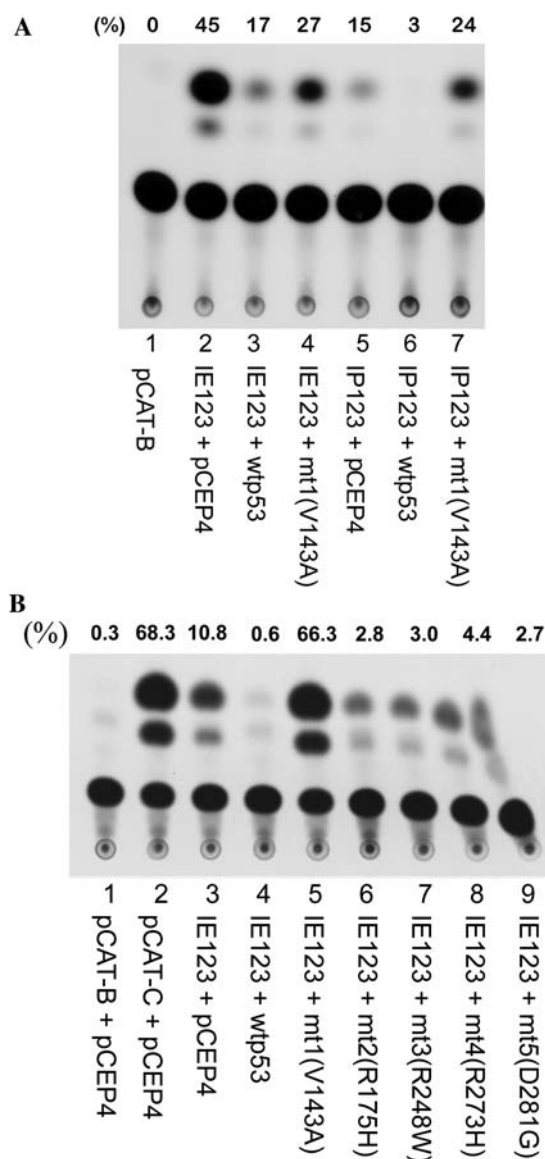 A
(%) 0 45 17 27 15 3 24
1 2 3 4 5 6 7
pCAT-B
IE123 + pCEP4
IE123 + wtp53
IE123 + mt1(V143A)
IP123 + pCEP4
IP123 + wtp53
IP123 + mt1(V143A)
B
(%) 0.3 68.3 10.8 0.6 66.3 2.8 3.0 4.4 2.7
1 2 3 4 5 6 7 8 9
pCAT-B + pCEP4
pCAT-C + pCEP4
IE123 + pCEP4
IE123 + wtp53
IE123 + mt1(V143A)
IE123 + mt2(R175H)
IE123 + mt3(R248W)
IE123 + mt4(R273H)
IE123 + mt5(D281G)